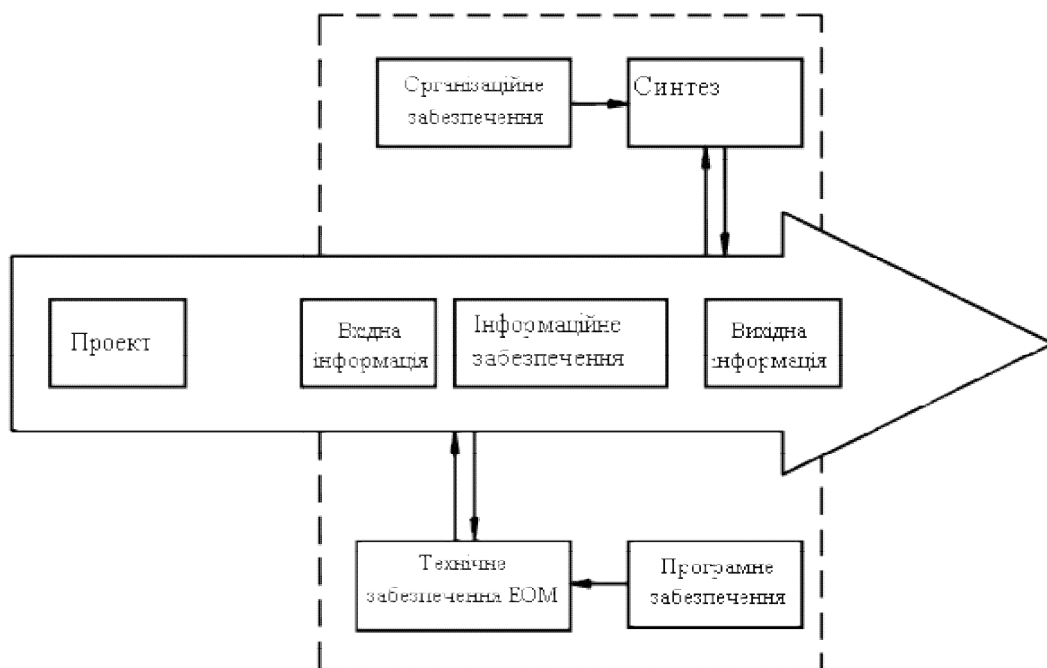 Організаційне
забезпечення
Синтез
Проект
Вхідна
інформація
Інформаційне
забезпечення
Вихідна
інформація
Технічне
забезпечення ЕОМ
Програмне
забезпечення